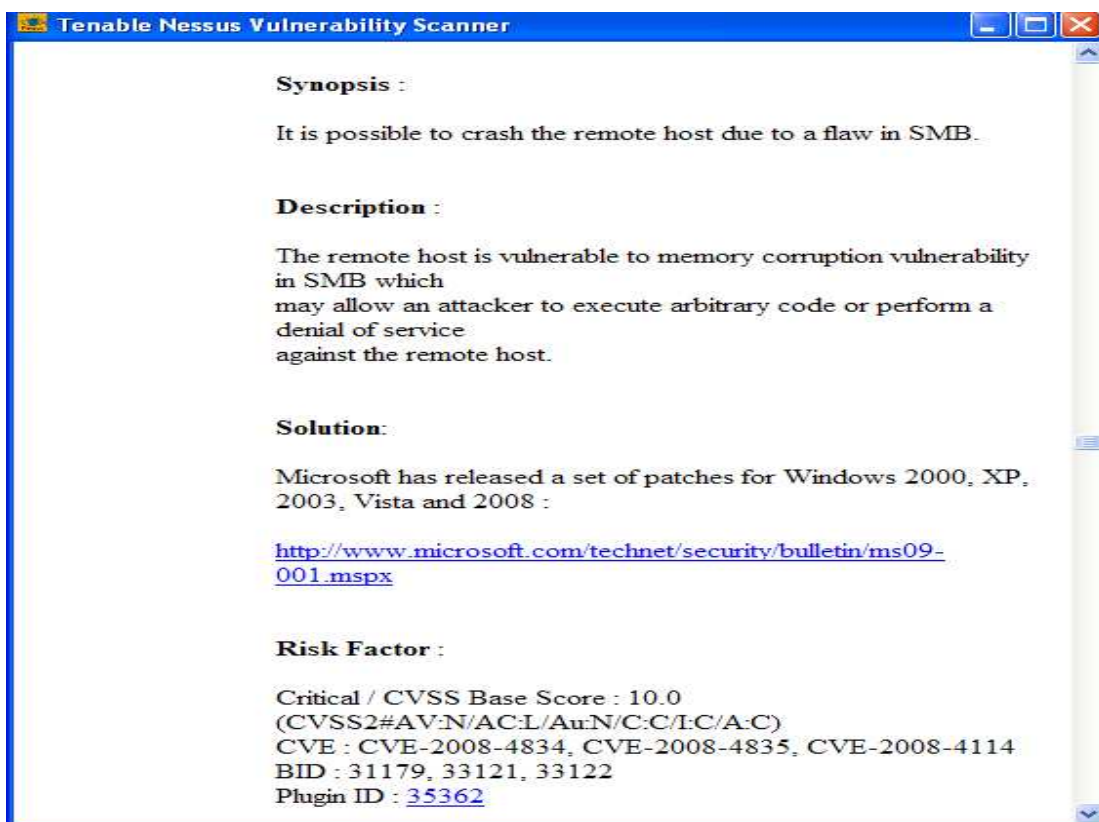 Tenable Nessus Vulnerability Scanner
Synopsis :
It is possible to crash the remote host due to a flaw in SMB.
Description :
The remote host is vulnerable to memory corruption vulnerability
in SMB which
may allow an attacker to execute arbitrary code or perform a
denial of service
against the remote host.
Solution:
Microsoft has released a set of patches for Windows 2000, XP,
2003, Vista and 2008 :
http://www.microsoft.com/technet/security/bulletin/ms09-
001.mspx
Risk Factor :
Critical / CVSS Base Score : 10.0
(CVSS2#AV:N/AC:L/Au:N/C:C/I:C/A:C)
CVE : CVE-2008-4834, CVE-2008-4835, CVE-2008-4114
BID : 31179, 33121, 33122
Plugin ID : 35362